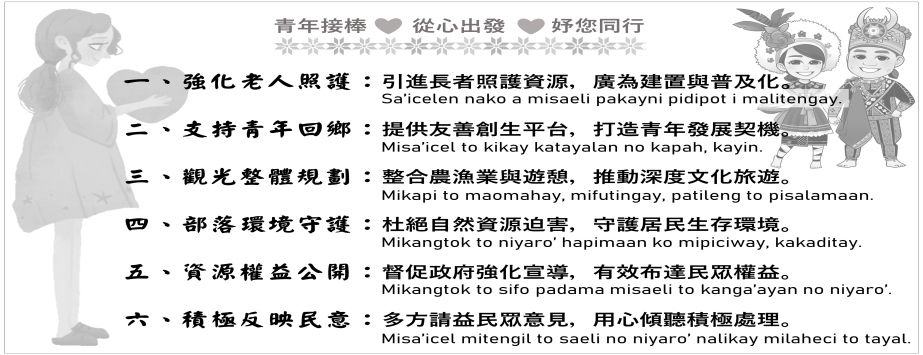 青年接棒 從心出發 妤您同行
一、強化老人照護：引進長者照護資源，廣為建置與普及化。
Sa'icelen nako a misaeli pakayni pidipot i malitengay.
二、支持青年回鄉：提供友善創生平台，打造青年發展契機。
Misa'icel to kikay katayalan no kapah, kayin.
三、觀光整體規劃：整合農漁業與遊憩，推動深度文化旅遊。
Mikapi to maomahay, mifutingay, patileng to pisalamaan.
四、部落環境守護：杜絕自然資源迫害，守護居民生存環境。
Mikangtok to niyaro' hapimaan ko mipiciway, kakaditay.
五、資源權益公開：督促政府強化宣導，有效布達民眾權益。
Mikangtok to sifo padama misaeli to kanga'ayan no niyaro'.
六、積極反映民意：多方請益民眾意見，用心傾聽積極處理。
Misa'icel mitengil to saeli no niyaro' nalikay milaheci to tayal.